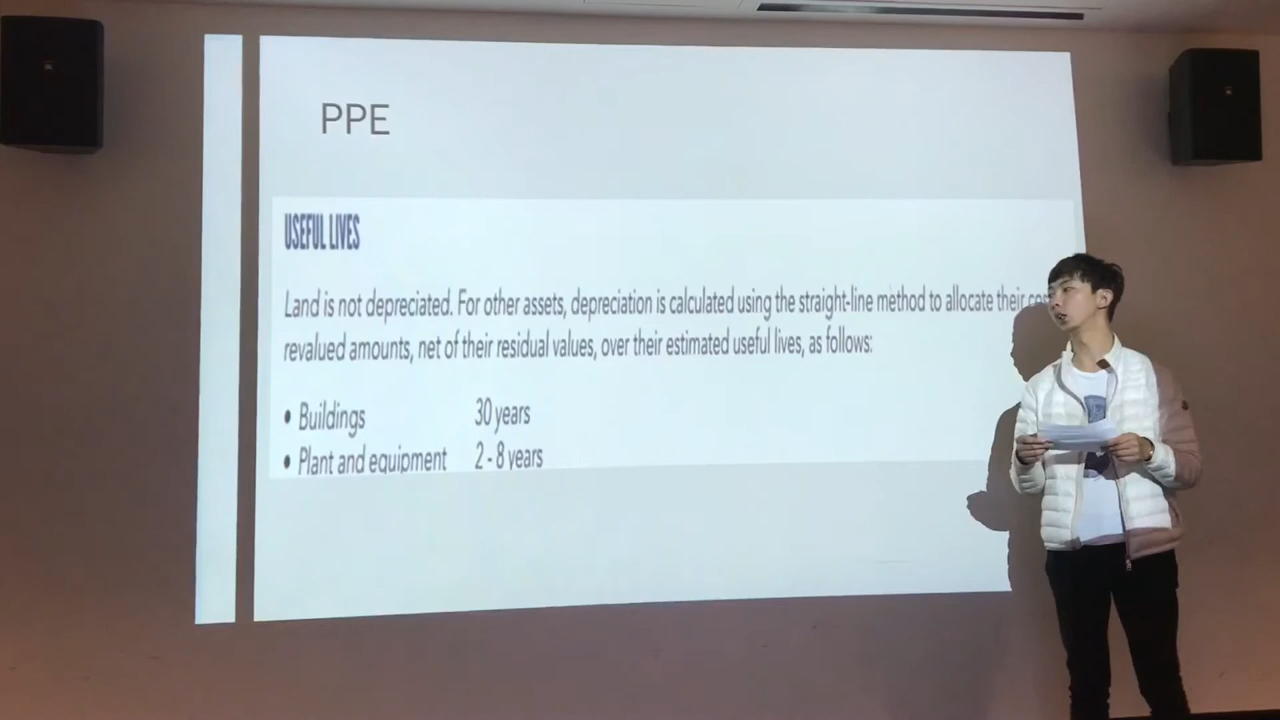 PPE
USEFUL LIVES
Land is not depreciated. For other assets, depreciation is calculated using the straight-line method to allocate their
revalued amounts, net of their residual values, over their estimated useful lives, as follows:
• Buildings 30 years
• Plant and equipment 2 - 8 years